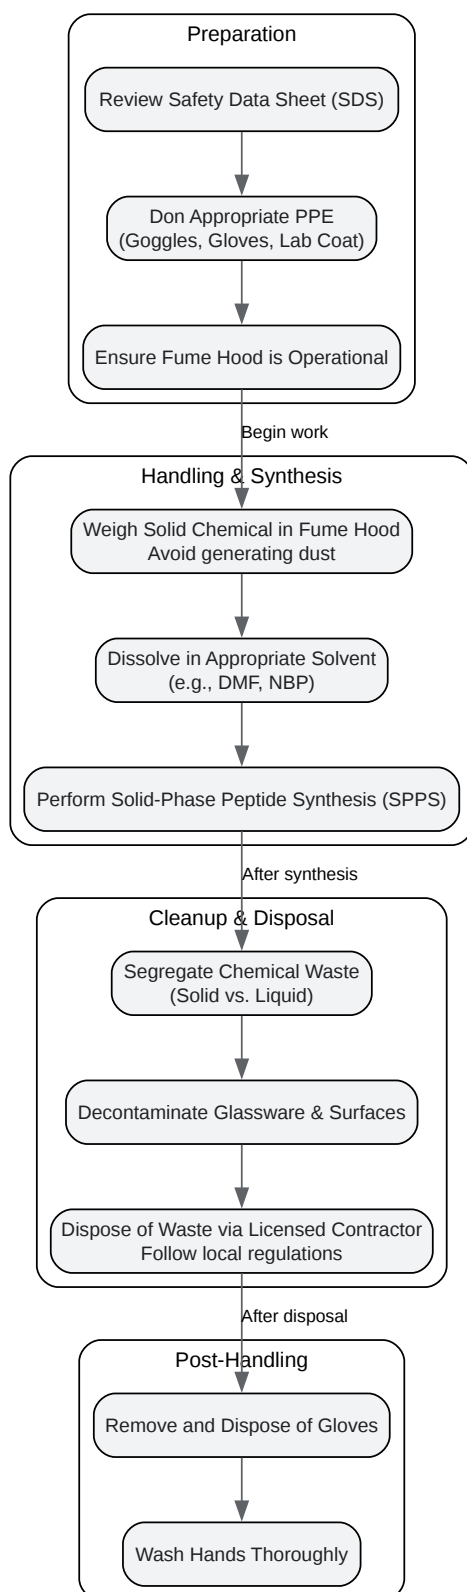 Preparation
Review Safety Data Sheet (SDS)
Don Appropriate PPE
(Goggles, Gloves, Lab Coat)
Ensure Fume Hood is Operational
Begin work
Handling & Synthesis
Weigh Solid Chemical in Fume Hood
Avoid generating dust
Dissolve in Appropriate Solvent
(e.g., DMF, NBP)
Perform Solid-Phase Peptide Synthesis (SPPS)
After synthesis
Cleanup & Disposal
Segregate Chemical Waste
(Solid vs. Liquid)
Decontaminate Glassware & Surfaces
Dispose of Waste via Licensed Contractor
Follow local regulations
After disposal
Post-Handling
Remove and Dispose of Gloves
Wash Hands Thoroughly